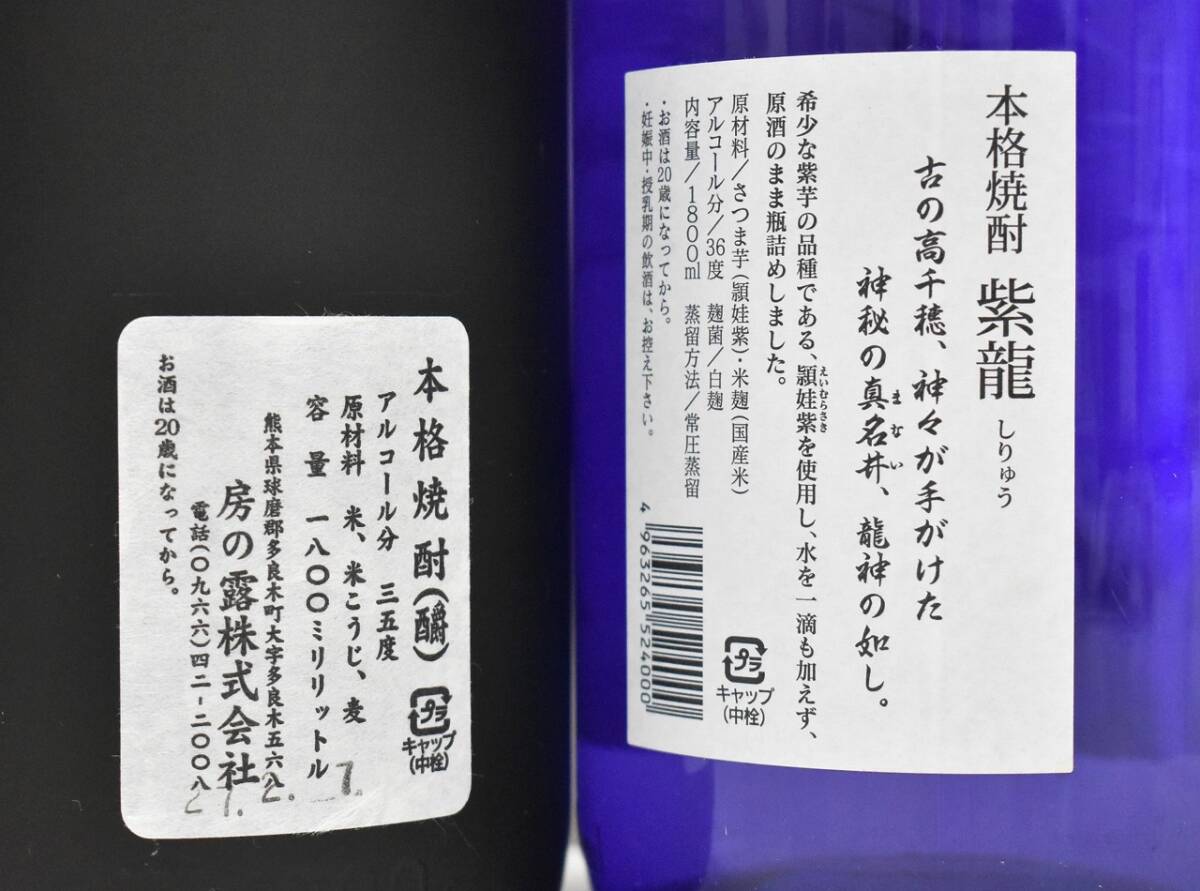 本格焼酎(醸)
アルコール分 三五度
原材料 米、米こうじ、麦
容量 一八〇〇ミリリットル
熊本県球磨郡多良木町大字多良木五六八
房の露株式会社
電話(〇九六六)四二-二〇〇八
お酒は20歳になってから。
プラ
キャップ
(中栓)
21. 2. 
7.
本格焼酎 紫龍 しりゅう
古の高千穂、神々が手がけた
神秘の真名井、龍神の如し。
まない
希少な紫芋の品種である、頴娃紫を使用し、水を一滴も加えず、
えいむらさき
原酒のまま瓶詰めしました。
原材料/さつま芋(頴娃紫)・米麹(国産米)
アルコール分/36度 麹菌/白麹
内容量/1800ml 蒸留方法/常圧蒸留
・お酒は20歳になってから。
・妊娠中・授乳期の飲酒は、お控え下さい。
4 963265 524000
プラ
キャップ
(中栓)